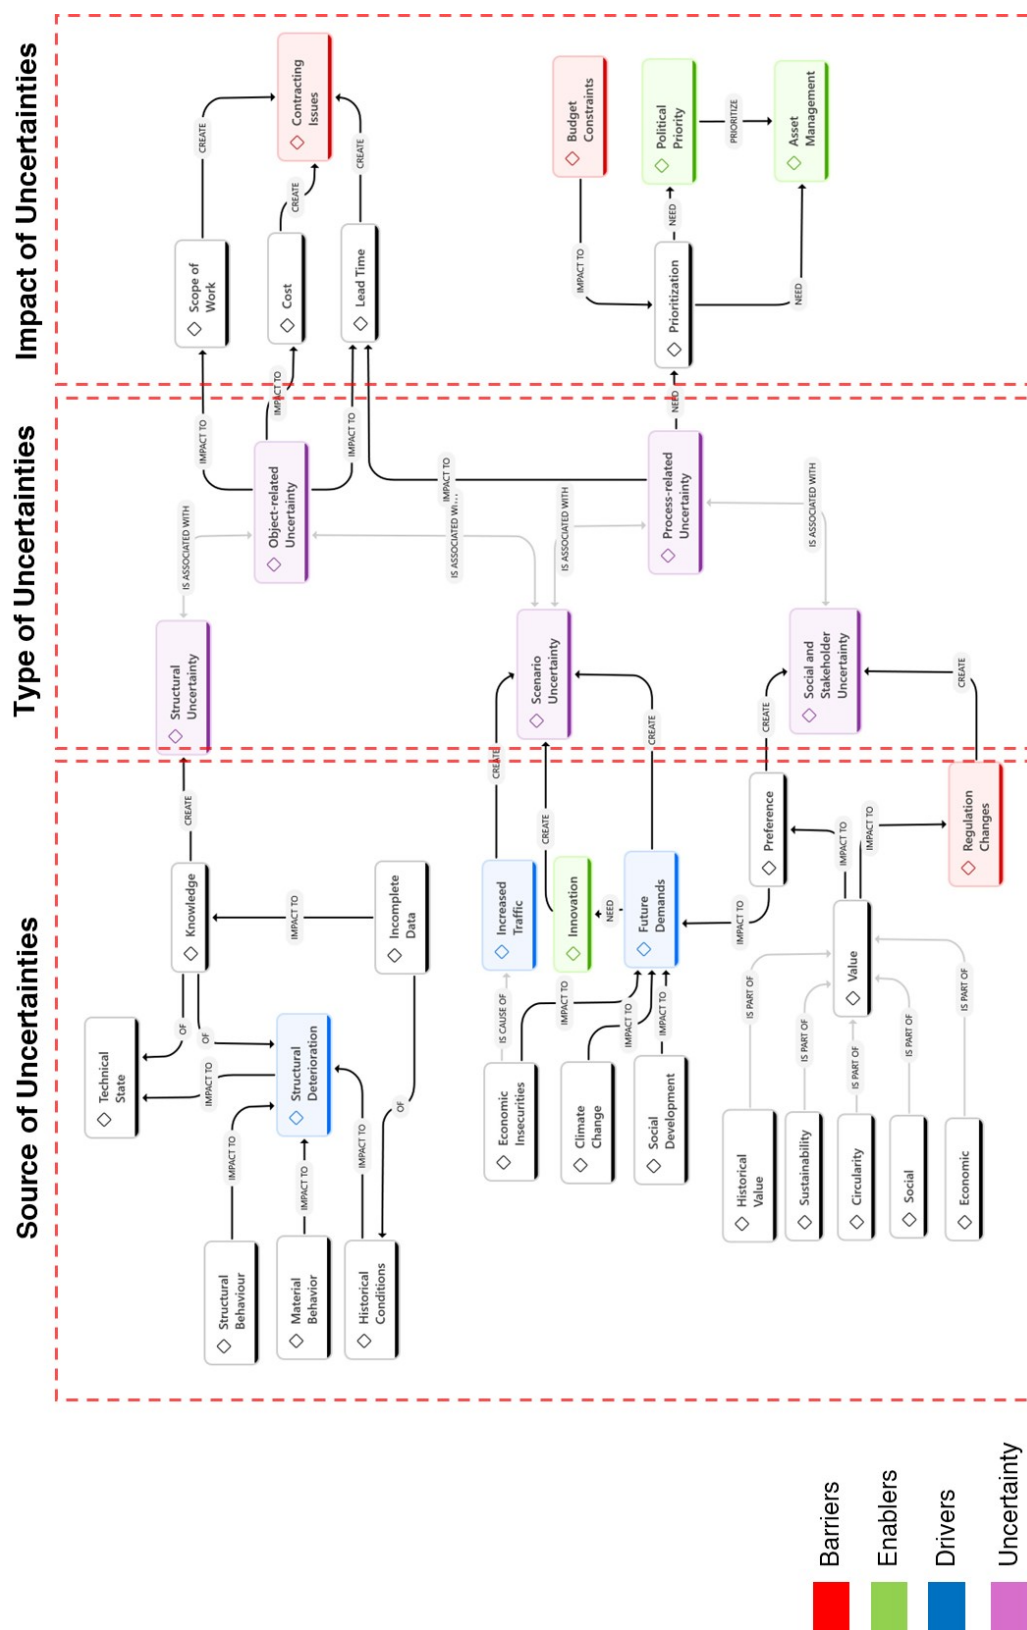 Source of Uncertainties
Type of Uncertainties
Impact of Uncertainties
Technical
State
Knowledge
OF
OF
CREATE
IMPACT TO
Structural
Behaviour
IMPACT TO
Material
Behavior
IMPACT TO
Historical
Conditions
IMPACT TO
Structural
Deterioration
IMPACT TO
Incomplete
Data
OF
Economic
Insecurities
IS CAUSE OF
IMPACT TO
Climate
Change
IMPACT TO
Social
Development
IMPACT TO
Increased
Traffic
CREATE
Innovation
CREATE
NEED
Future
Demands
CREATE
IMPACT TO
Historical
Value
IS PART OF
Sustainability
IS PART OF
Circularity
IS PART OF
Social
IS PART OF
Economic
IS PART OF
Value
IMPACT TO
IMPACT TO
Preference
CREATE
Regulation
Changes
CREATE
Structural
Uncertainty
IS ASSOCIATED WITH
Object-related
Uncertainty
IS ASSOCIATED WI...
IMPACT TO
IMPACT TO
IMPACT TO
Scenario
Uncertainty
IS ASSOCIATED WITH
Process-related
Uncertainty
IMPACT TO
NEED
Social and
Stakeholder
Uncertainty
IS ASSOCIATED WITH
Scope of
Work
CREATE
Cost
CREATE
Lead Time
CREATE
Contracting
Issues
Budget
Constraints
IMPACT TO
Prioritization
NEED
NEED
Political
Priority
PRIORITIZE
Asset
Management
Barriers
Enablers
Drivers
Uncertainty